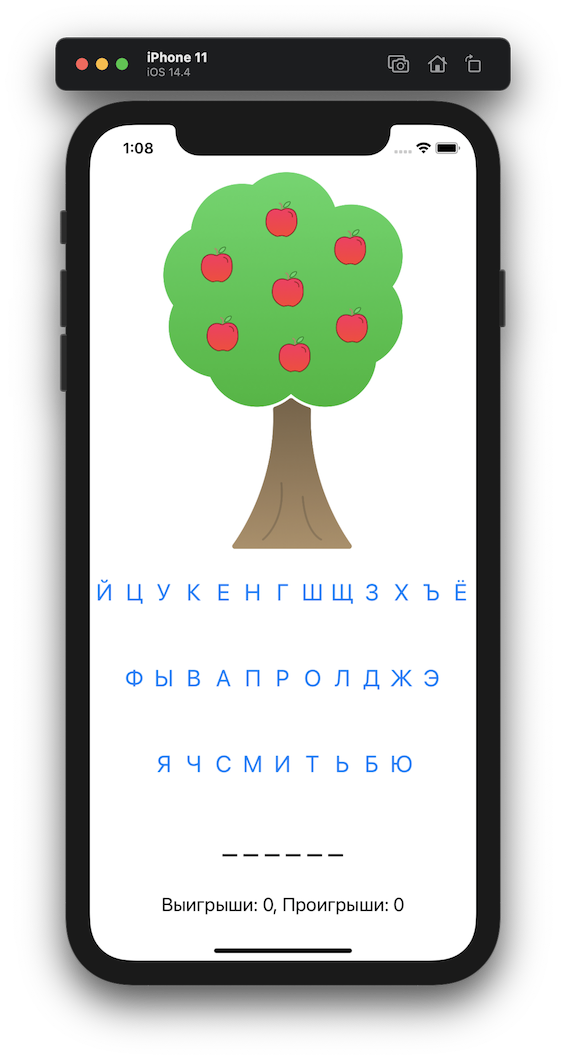 iPhone 11
iOS 14.4
1:08
Й Ц У К Е Н Г Ш Щ З Х Ъ Ё
Ф Ы В А П Р О Л Д Ж Э
Я Ч С М И Т Ь Б Ю
_ _ _ _ _ _
Выигрыши: 0, Проигрыши: 0